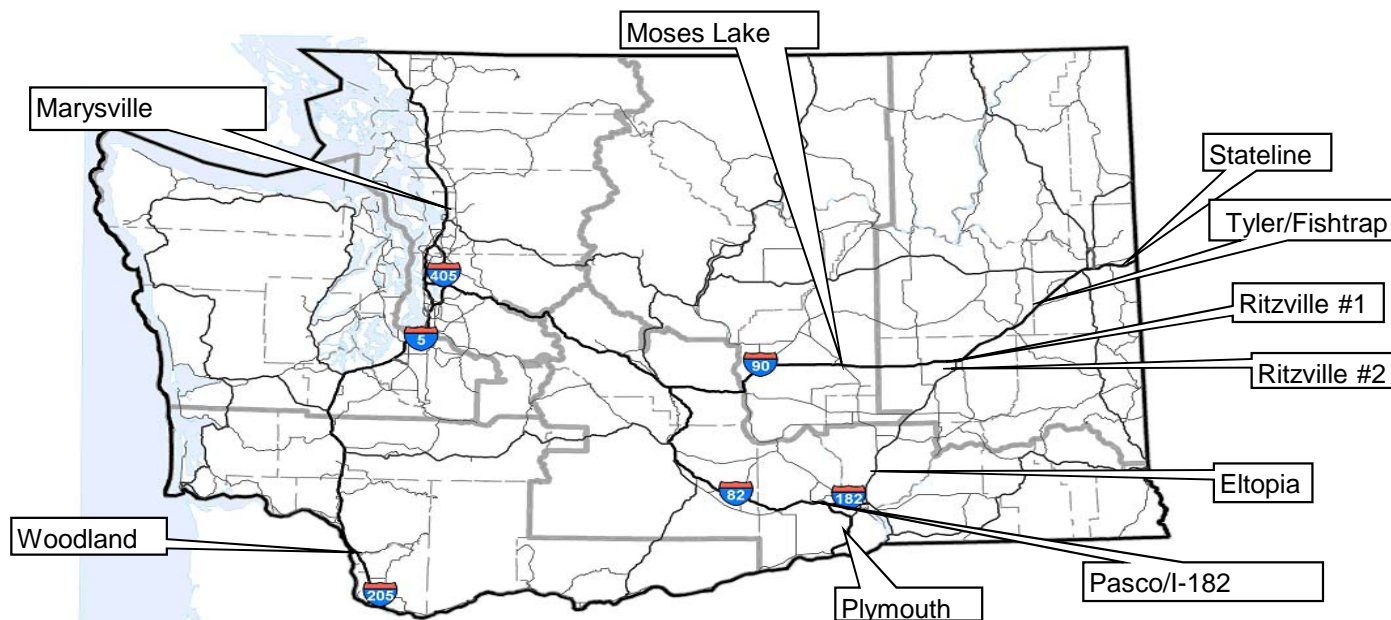 Moses Lake
Marysville
Stateline
Tyler/Fishtrap
405
Ritzville #1
5
90
Ritzville #2
Eltopia
82
182
Woodland
Pasco/I-182
205
Plymouth